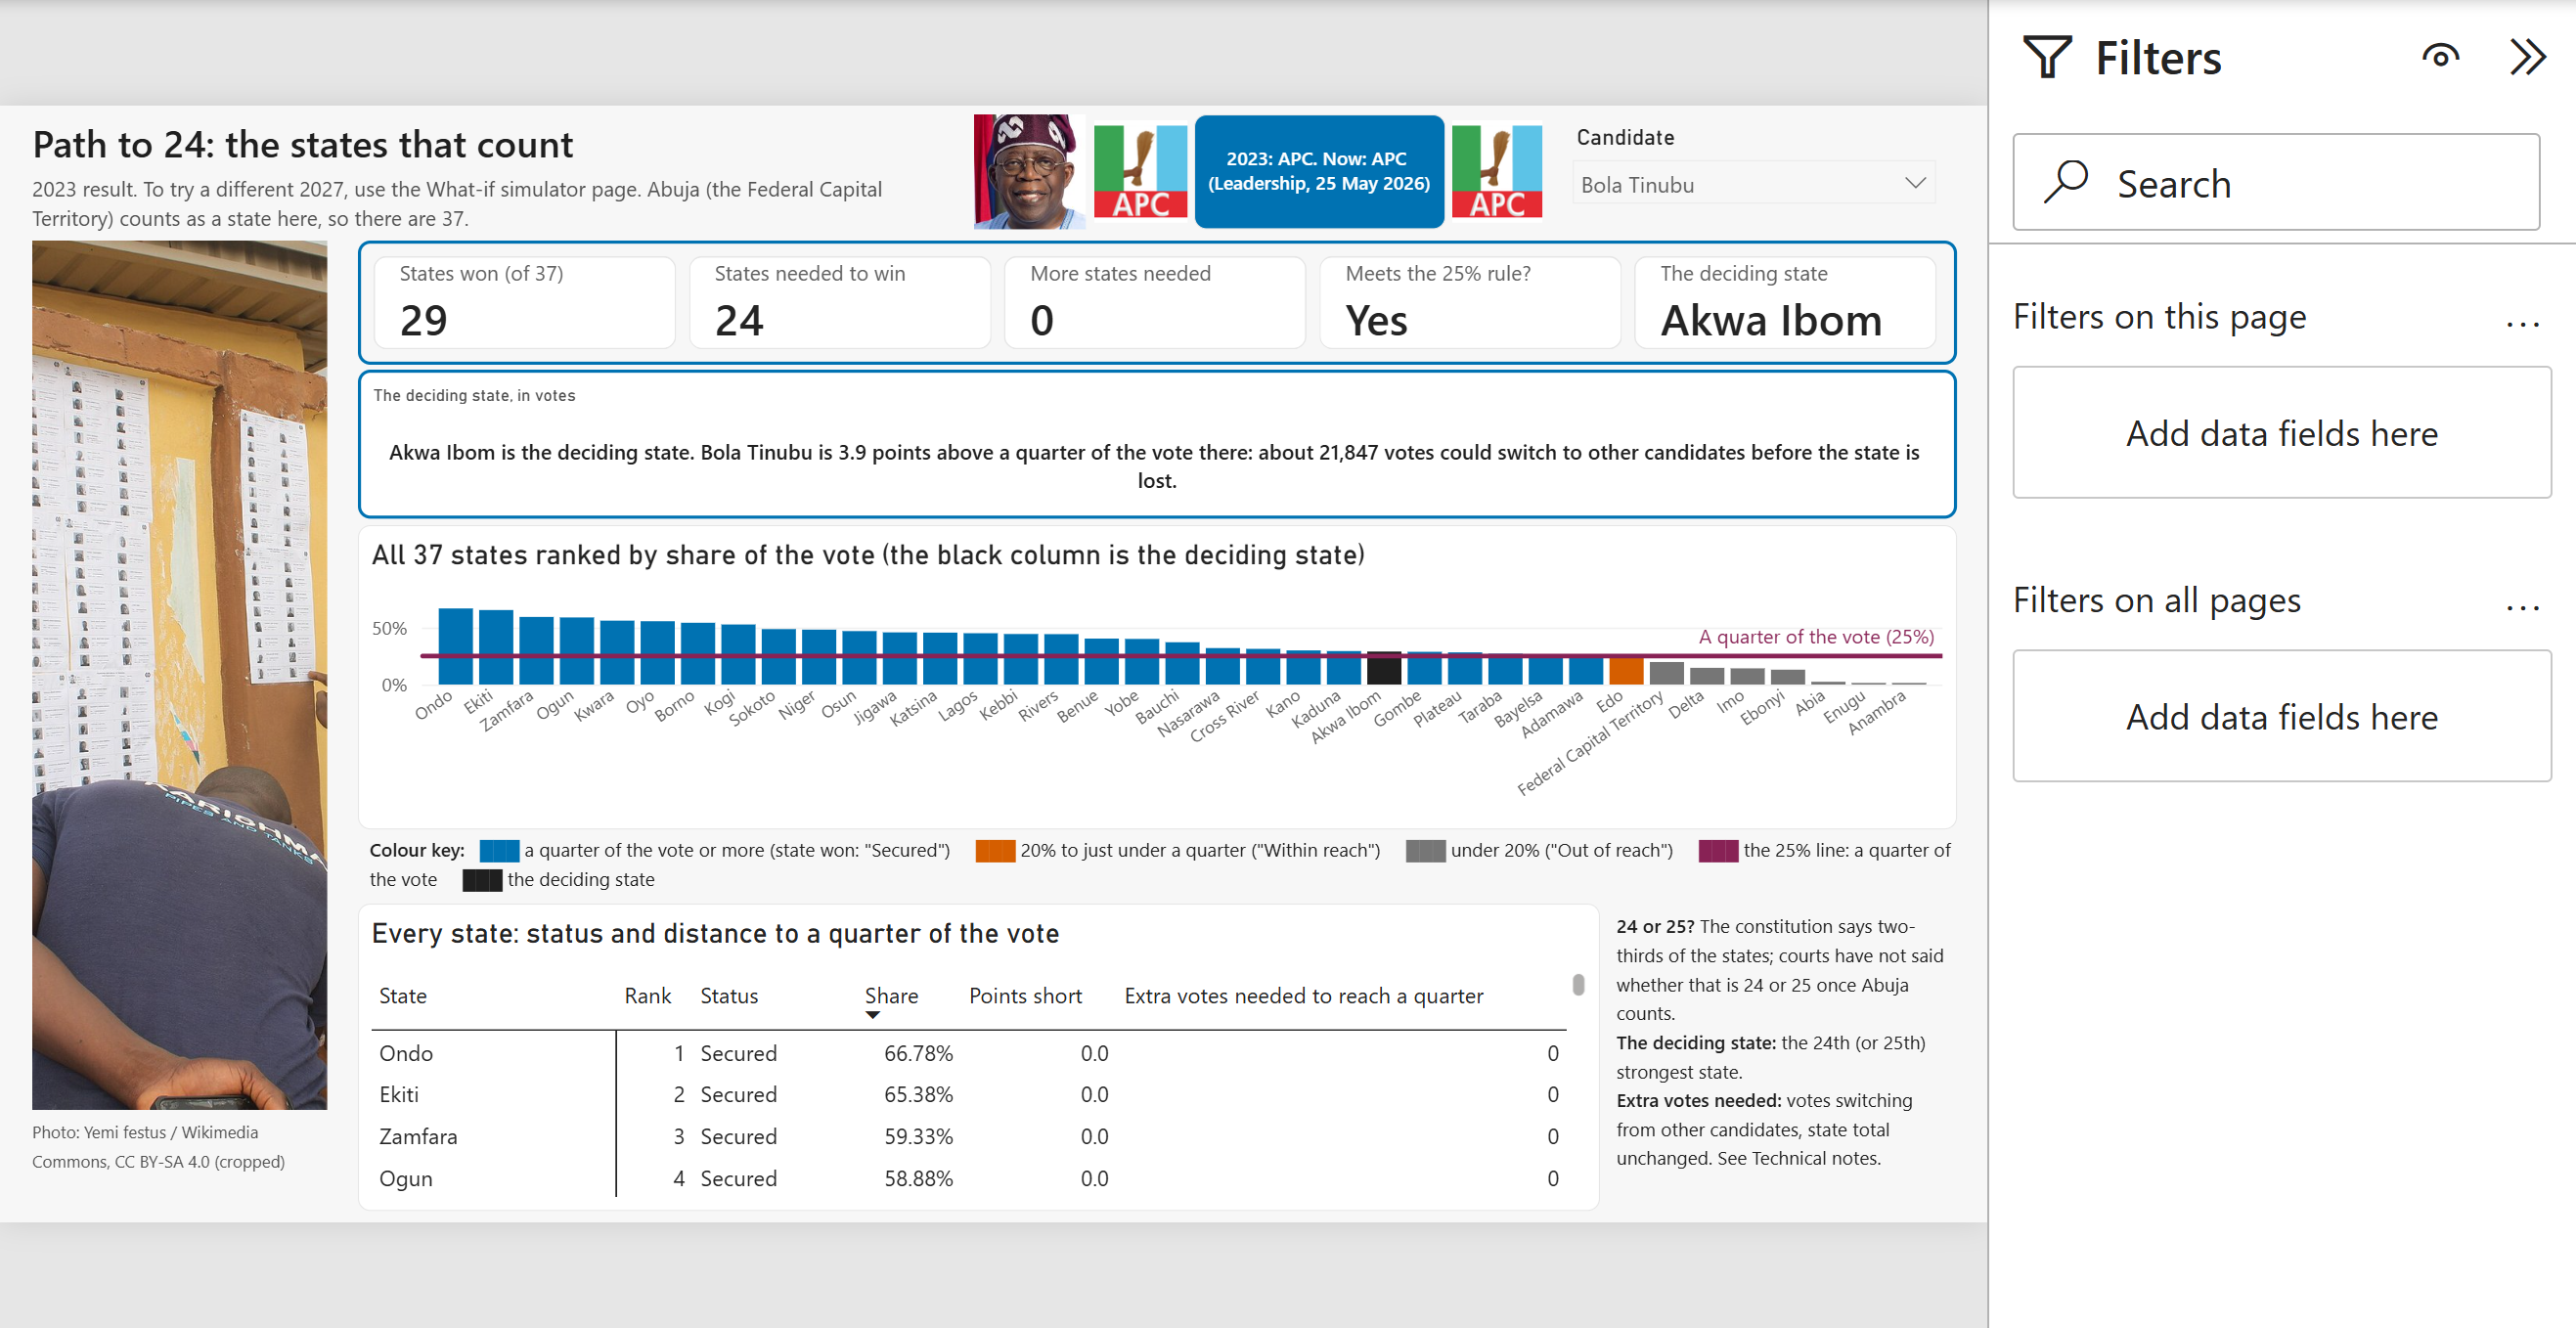 Filters
Search
Filters on this page
...
Add data fields here
Filters on all pages
...
Add data fields here
Path to 24: the states that count
2023 result. To try a different 2027, use the What-if simulator page. Abuja (the Federal Capital
Territory) counts as a state here, so there are 37.
APC
2023: APC. Now: APC
(Leadership, 25 May 2026)
APC
Candidate
Bola Tinubu
States won (of 37)
29
States needed to win
24
More states needed
0
Meets the 25% rule?
Yes
The deciding state
Akwa Ibom
The deciding state, in votes
Akwa Ibom is the deciding state. Bola Tinubu is 3.9 points above a quarter of the vote there: about 21,847 votes could switch to other candidates before the state is
lost.
All 37 states ranked by share of the vote (the black column is the deciding state)
50%
0%
A quarter of the vote (25%)
Ondo
Ekiti
Zamfara
Ogun
Kwara
Oyo
Borno
Kogi
Sokoto
Niger
Osun
Jigawa
Katsina
Lagos
Kebbi
Rivers
Benue
Yobe
Bauchi
Nasarawa
Cross River
Kano
Kaduna
Akwa Ibom
Gombe
Plateau
Taraba
Bayelsa
Adamawa
Edo
Federal Capital Territory
Delta
Imo
Ebonyi
Abia
Enugu
Anambra
Colour key: a quarter of the vote or more (state won: "Secured") 20% to just under a quarter ("Within reach") under 20% ("Out of reach") the 25% line: a quarter of
the vote the deciding state
Every state: status and distance to a quarter of the vote
State Rank Status Share Points short Extra votes needed to reach a quarter
Ondo 1 Secured 66.78% 0.0 0
Ekiti 2 Secured 65.38% 0.0 0
Zamfara 3 Secured 59.33% 0.0 0
Ogun 4 Secured 58.88% 0.0 0
24 or 25? The constitution says two-
thirds of the states; courts have not said
whether that is 24 or 25 once Abuja
counts.
The deciding state: the 24th (or 25th)
strongest state.
Extra votes needed: votes switching
from other candidates, state total
unchanged. See Technical notes.
PIPES AND TANKS
Photo: Yemi festus / Wikimedia
Commons, CC BY-SA 4.0 (cropped)